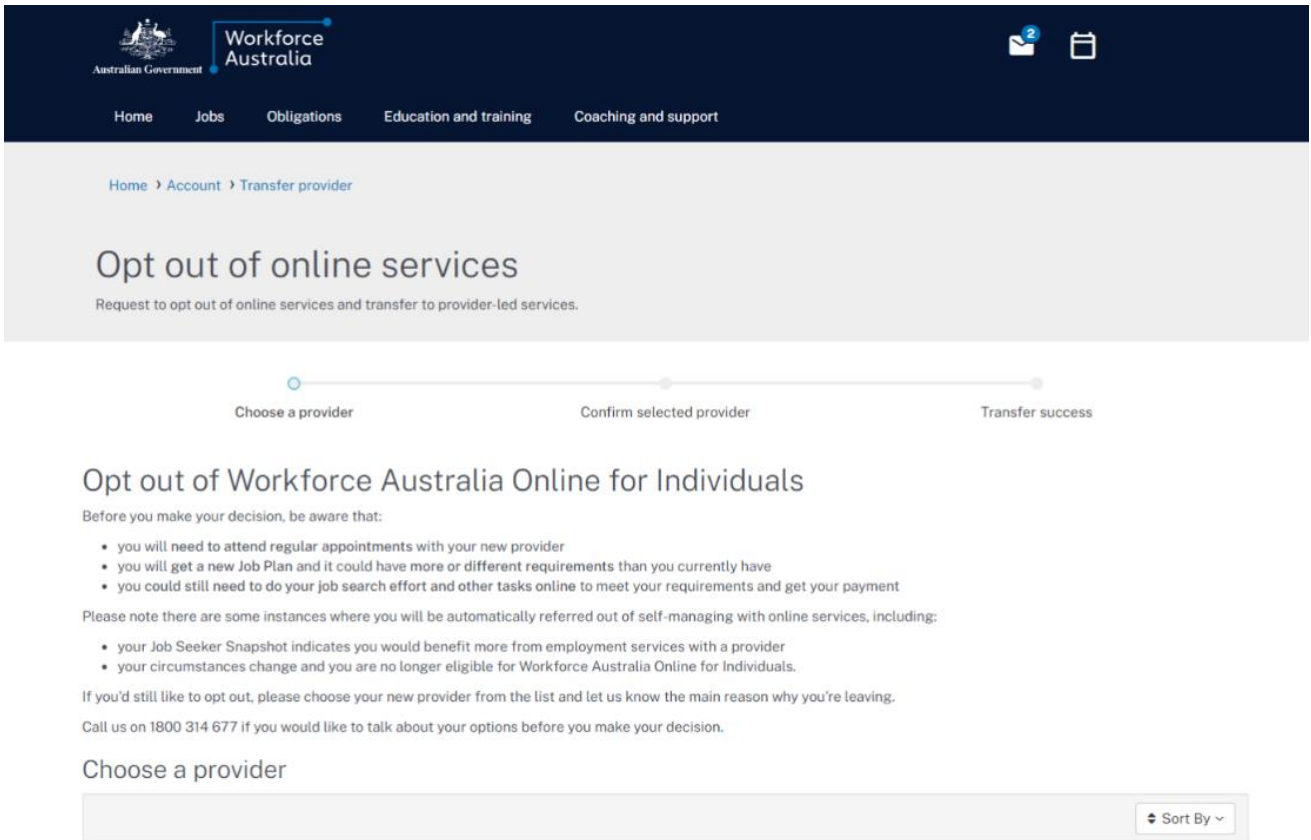 Australian Government
Workforce
Australia
2
Home Jobs Obligations Education and training Coaching and support
Home › Account › Transfer provider
Opt out of online services
Request to opt out of online services and transfer to provider-led services.
Choose a provider Confirm selected provider Transfer success
Opt out of Workforce Australia Online for Individuals
Before you make your decision, be aware that:
• you will need to attend regular appointments with your new provider
• you will get a new Job Plan and it could have more or different requirements than you currently have
• you could still need to do your job search effort and other tasks online to meet your requirements and get your payment
Please note there are some instances where you will be automatically referred out of self-managing with online services, including:
• your Job Seeker Snapshot indicates you would benefit more from employment services with a provider
• your circumstances change and you are no longer eligible for Workforce Australia Online for Individuals.
If you'd still like to opt out, please choose your new provider from the list and let us know the main reason why you're leaving.
Call us on 1800 314 677 if you would like to talk about your options before you make your decision.
Choose a provider
Sort By